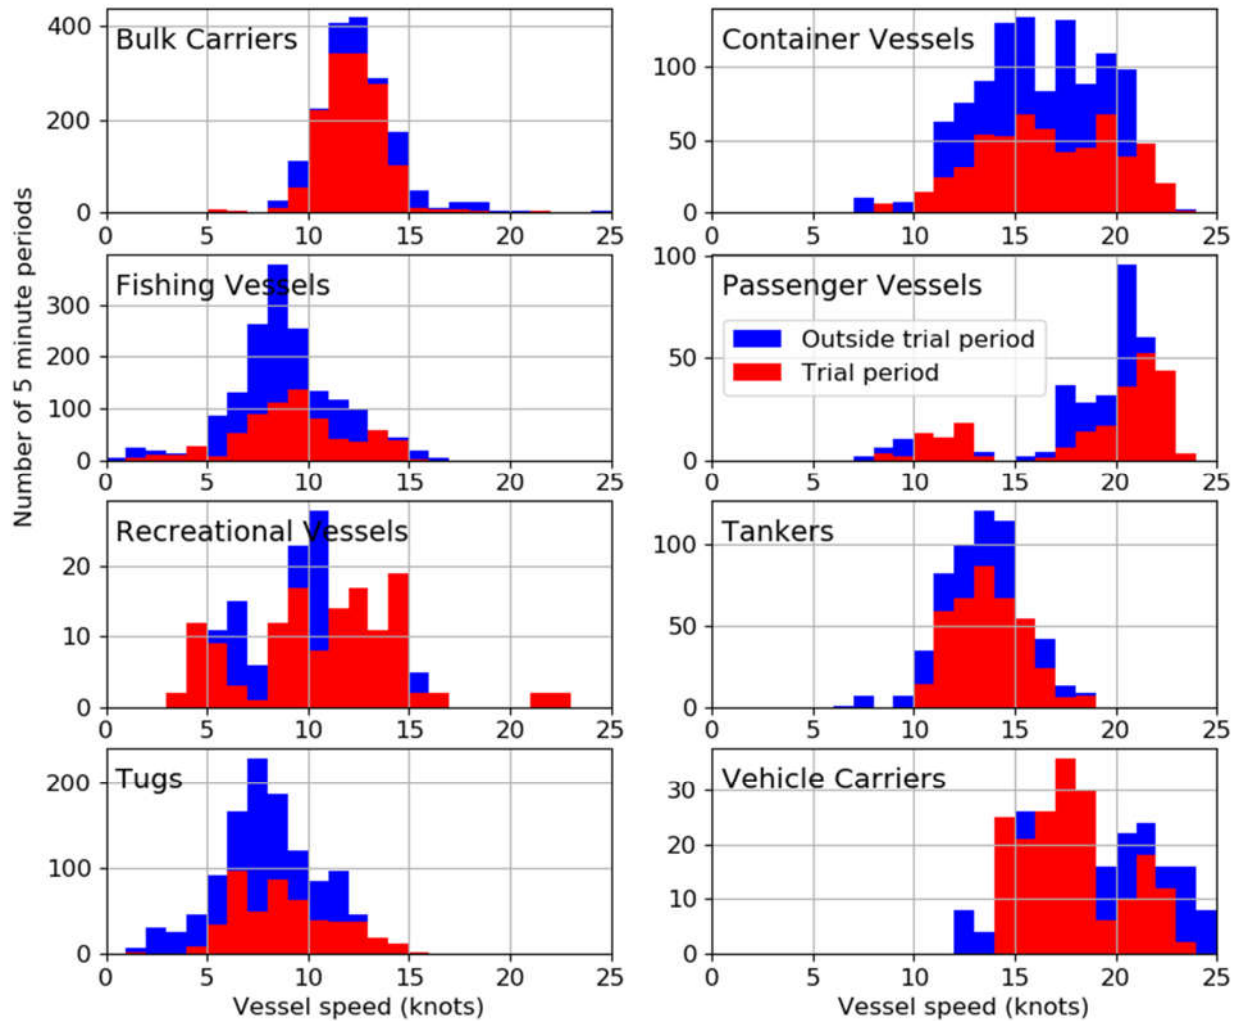 Number of 5 minute periods
Bulk Carriers
400
200
0
0 5 10 15 20 25
Container Vessels
100
50
0
0 5 10 15 20 25
Fishing Vessels
300
200
100
0
0 5 10 15 20 25
Passenger Vessels
Outside trial period
Trial period
100
50
0
0 5 10 15 20 25
Recreational Vessels
20
10
0
0 5 10 15 20 25
Tankers
100
50
0
0 5 10 15 20 25
Tugs
200
100
0
0 5 10 15 20 25
Vessel speed (knots)
Vehicle Carriers
30
20
10
0
0 5 10 15 20 25
Vessel speed (knots)